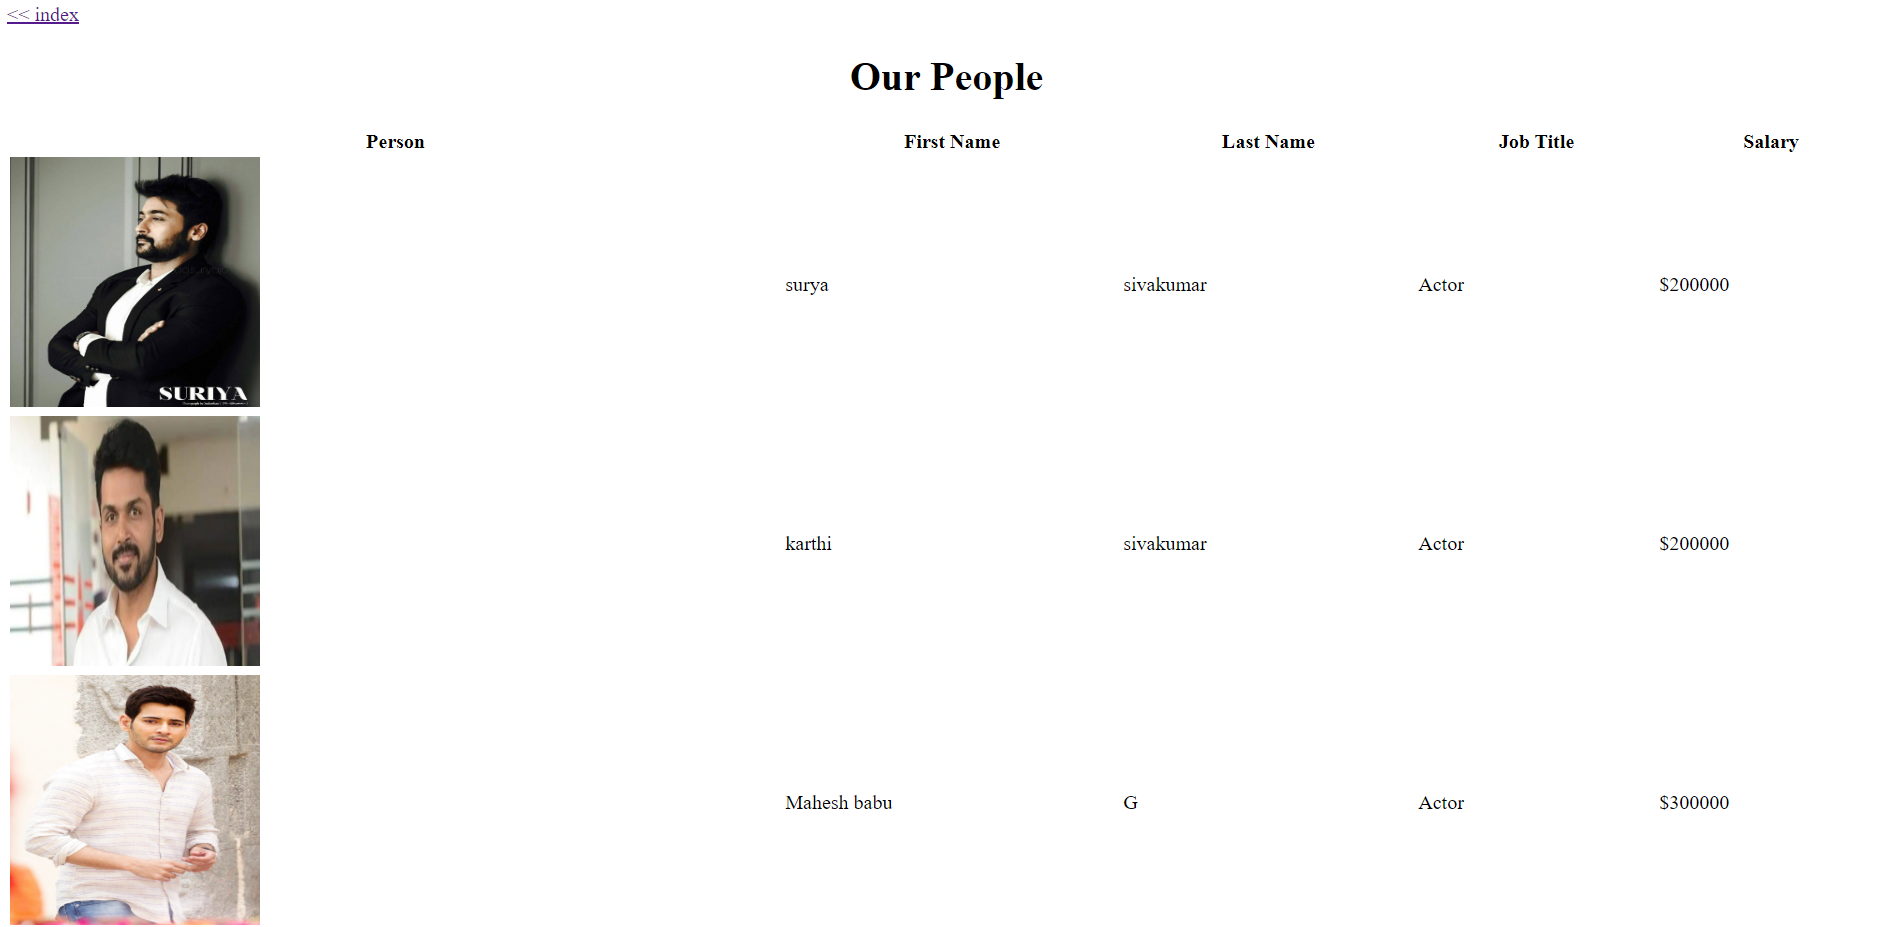 << index
Our People
Person First Name Last Name Job Title Salary
SURIYA
surya sivakumar Actor $200000
karthi sivakumar Actor $200000
Mahesh babu G Actor $300000